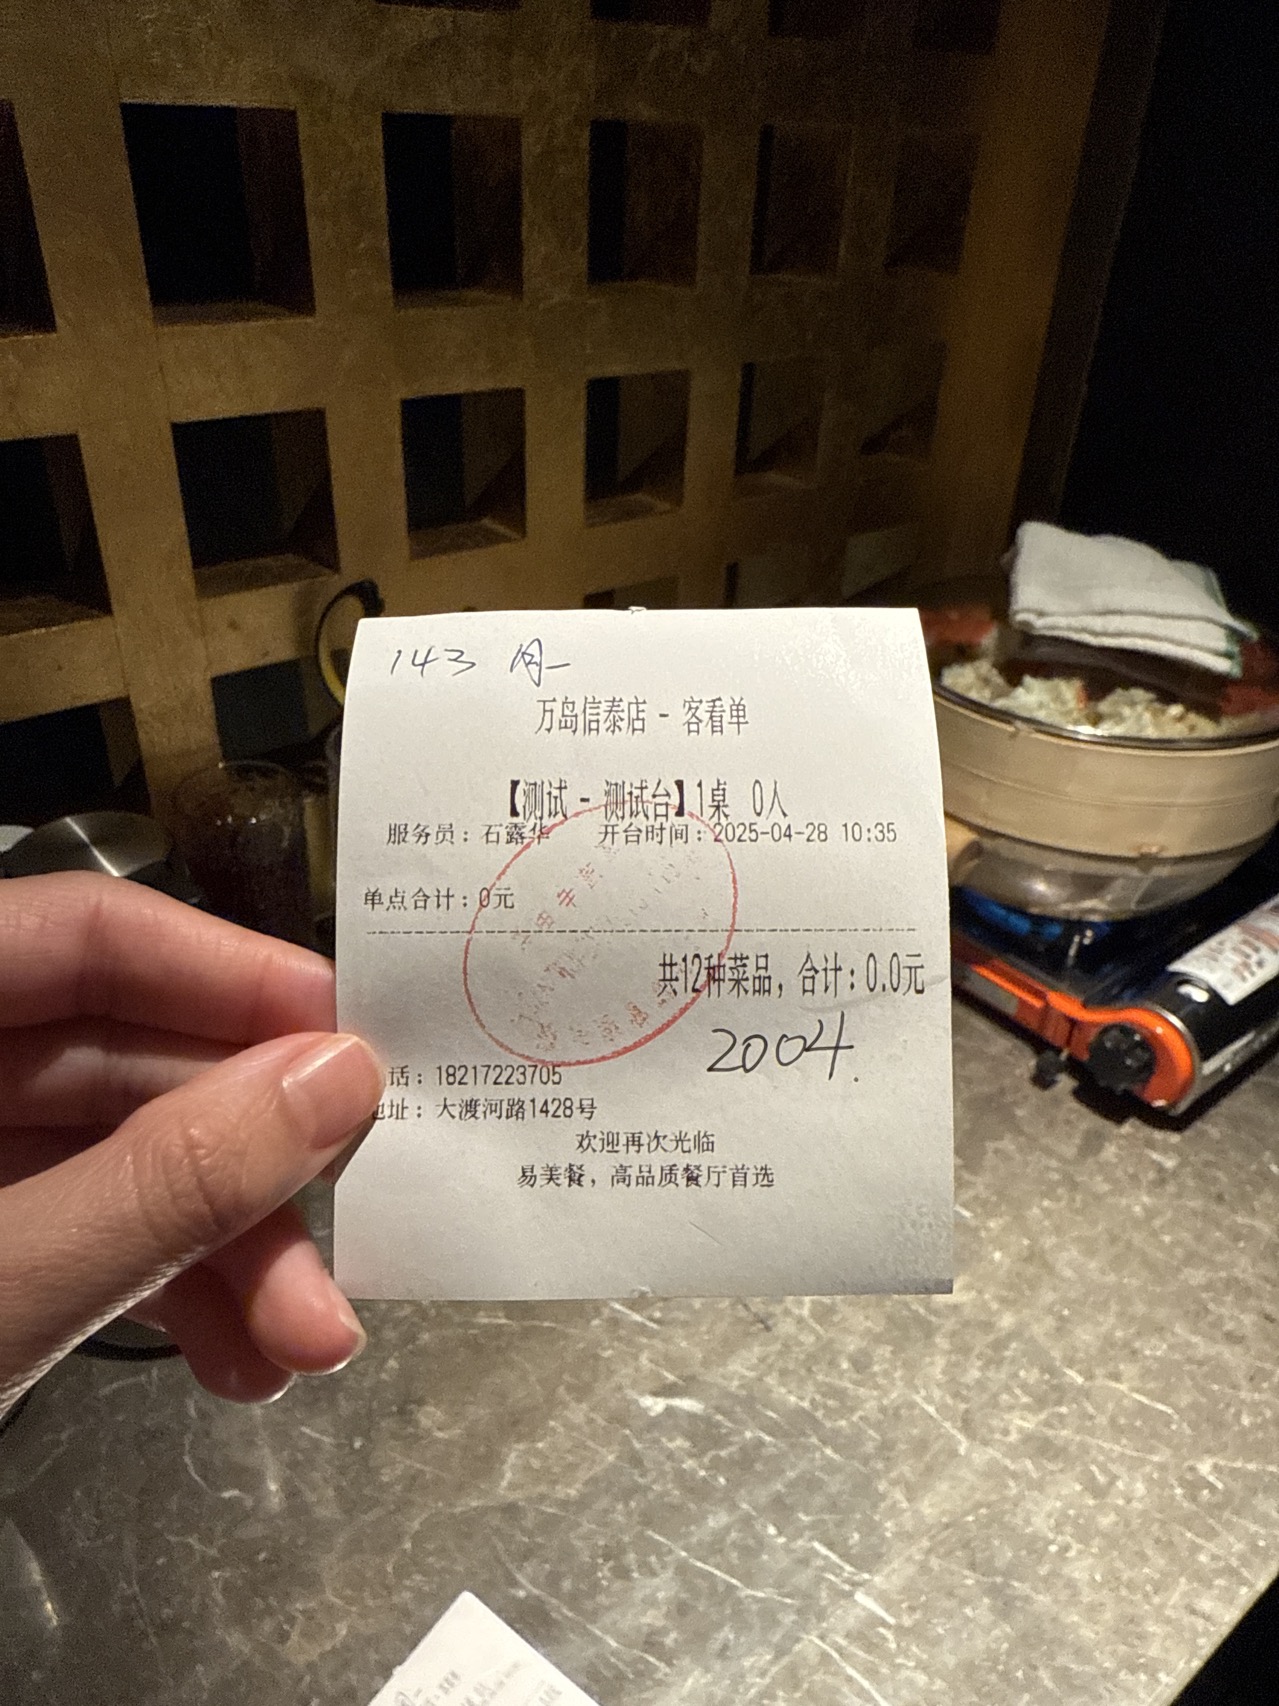 143 周一
万岛信泰店 - 客看单
【测试 - 测试台】1桌 0人
服务员：石露华 开台时间：2025-04-28 10:35
单点合计：0元
共12种菜品，合计：0.0元
2004.
话：18217223705
地址：大渡河路1428号
欢迎再次光临
易美餐，高品质餐厅首选